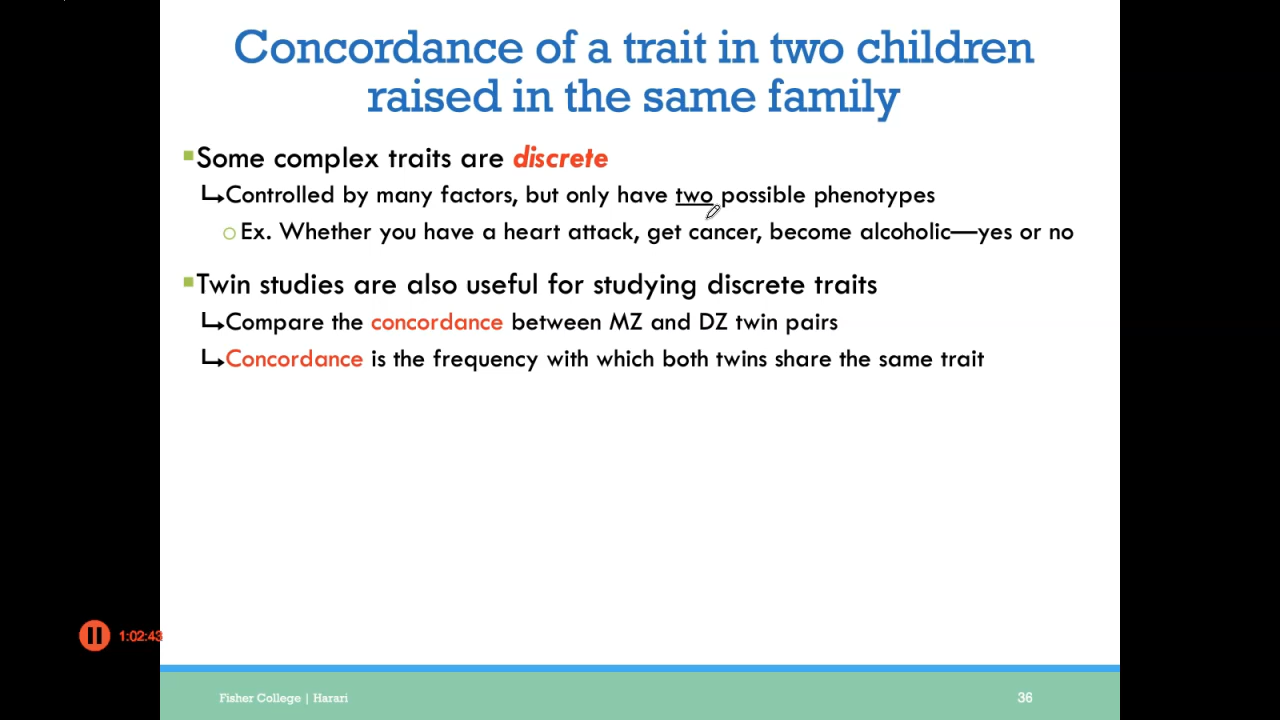 Concordance of a trait in two children
raised in the same family
Some complex traits are discrete
Controlled by many factors, but only have two possible phenotypes
Ex. Whether you have a heart attack, get cancer, become alcoholic—yes or no
Twin studies are also useful for studying discrete traits
Compare the concordance between MZ and DZ twin pairs
Concordance is the frequency with which both twins share the same trait
1:02:43
Fisher College | Harari
36